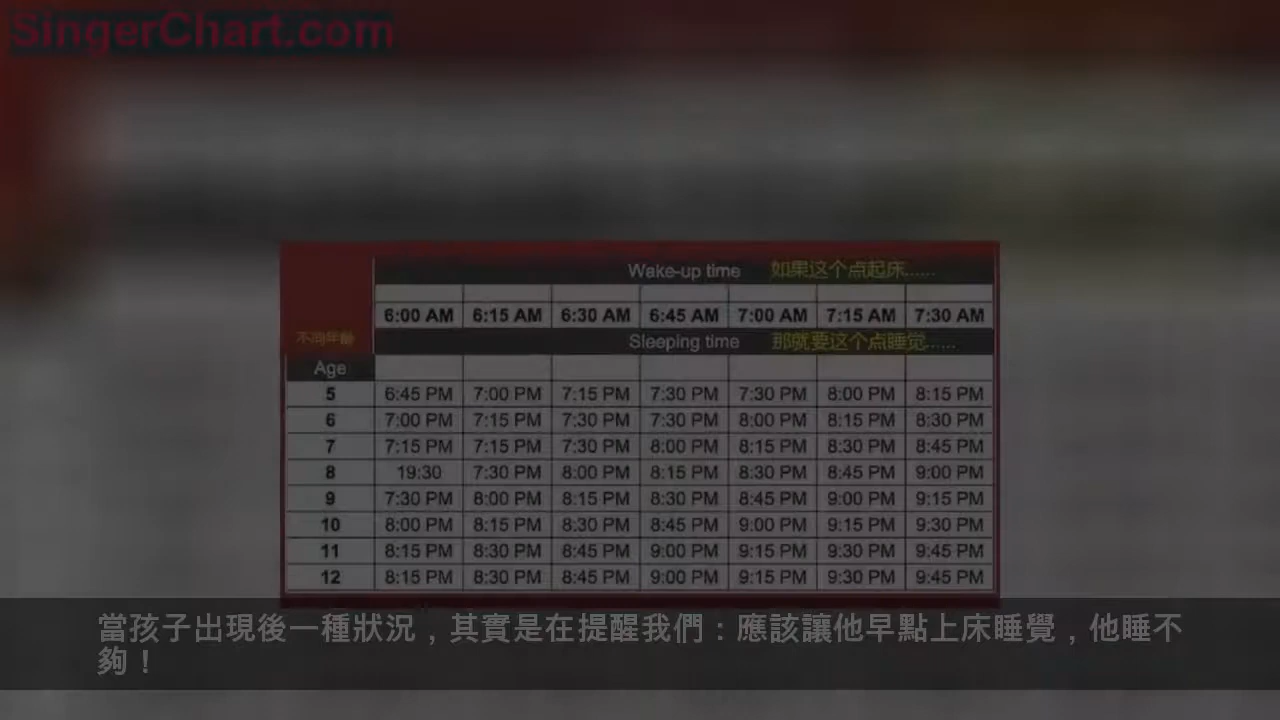 SingerChart.com
Wake-up time 如果这个点起床......
6:00 AM 6:15 AM 6:30 AM 6:45 AM 7:00 AM 7:15 AM 7:30 AM
不同年龄 Sleeping time 那就要这个点睡觉......
Age
5 6:45 PM 7:00 PM 7:15 PM 7:30 PM 7:30 PM 8:00 PM 8:15 PM
6 7:00 PM 7:15 PM 7:30 PM 7:30 PM 8:00 PM 8:15 PM 8:30 PM
7 7:15 PM 7:15 PM 7:30 PM 8:00 PM 8:15 PM 8:30 PM 8:45 PM
8 19:30 7:30 PM 8:00 PM 8:15 PM 8:30 PM 8:45 PM 9:00 PM
9 7:30 PM 8:00 PM 8:15 PM 8:30 PM 8:45 PM 9:00 PM 9:15 PM
10 8:00 PM 8:15 PM 8:30 PM 8:45 PM 9:00 PM 9:15 PM 9:30 PM
11 8:15 PM 8:30 PM 8:45 PM 9:00 PM 9:15 PM 9:30 PM 9:45 PM
12 8:15 PM 8:30 PM 8:45 PM 9:00 PM 9:15 PM 9:30 PM 9:45 PM
當孩子出現後一種狀況，其實是在提醒我們：應該讓他早點上床睡覺，他睡不
夠！